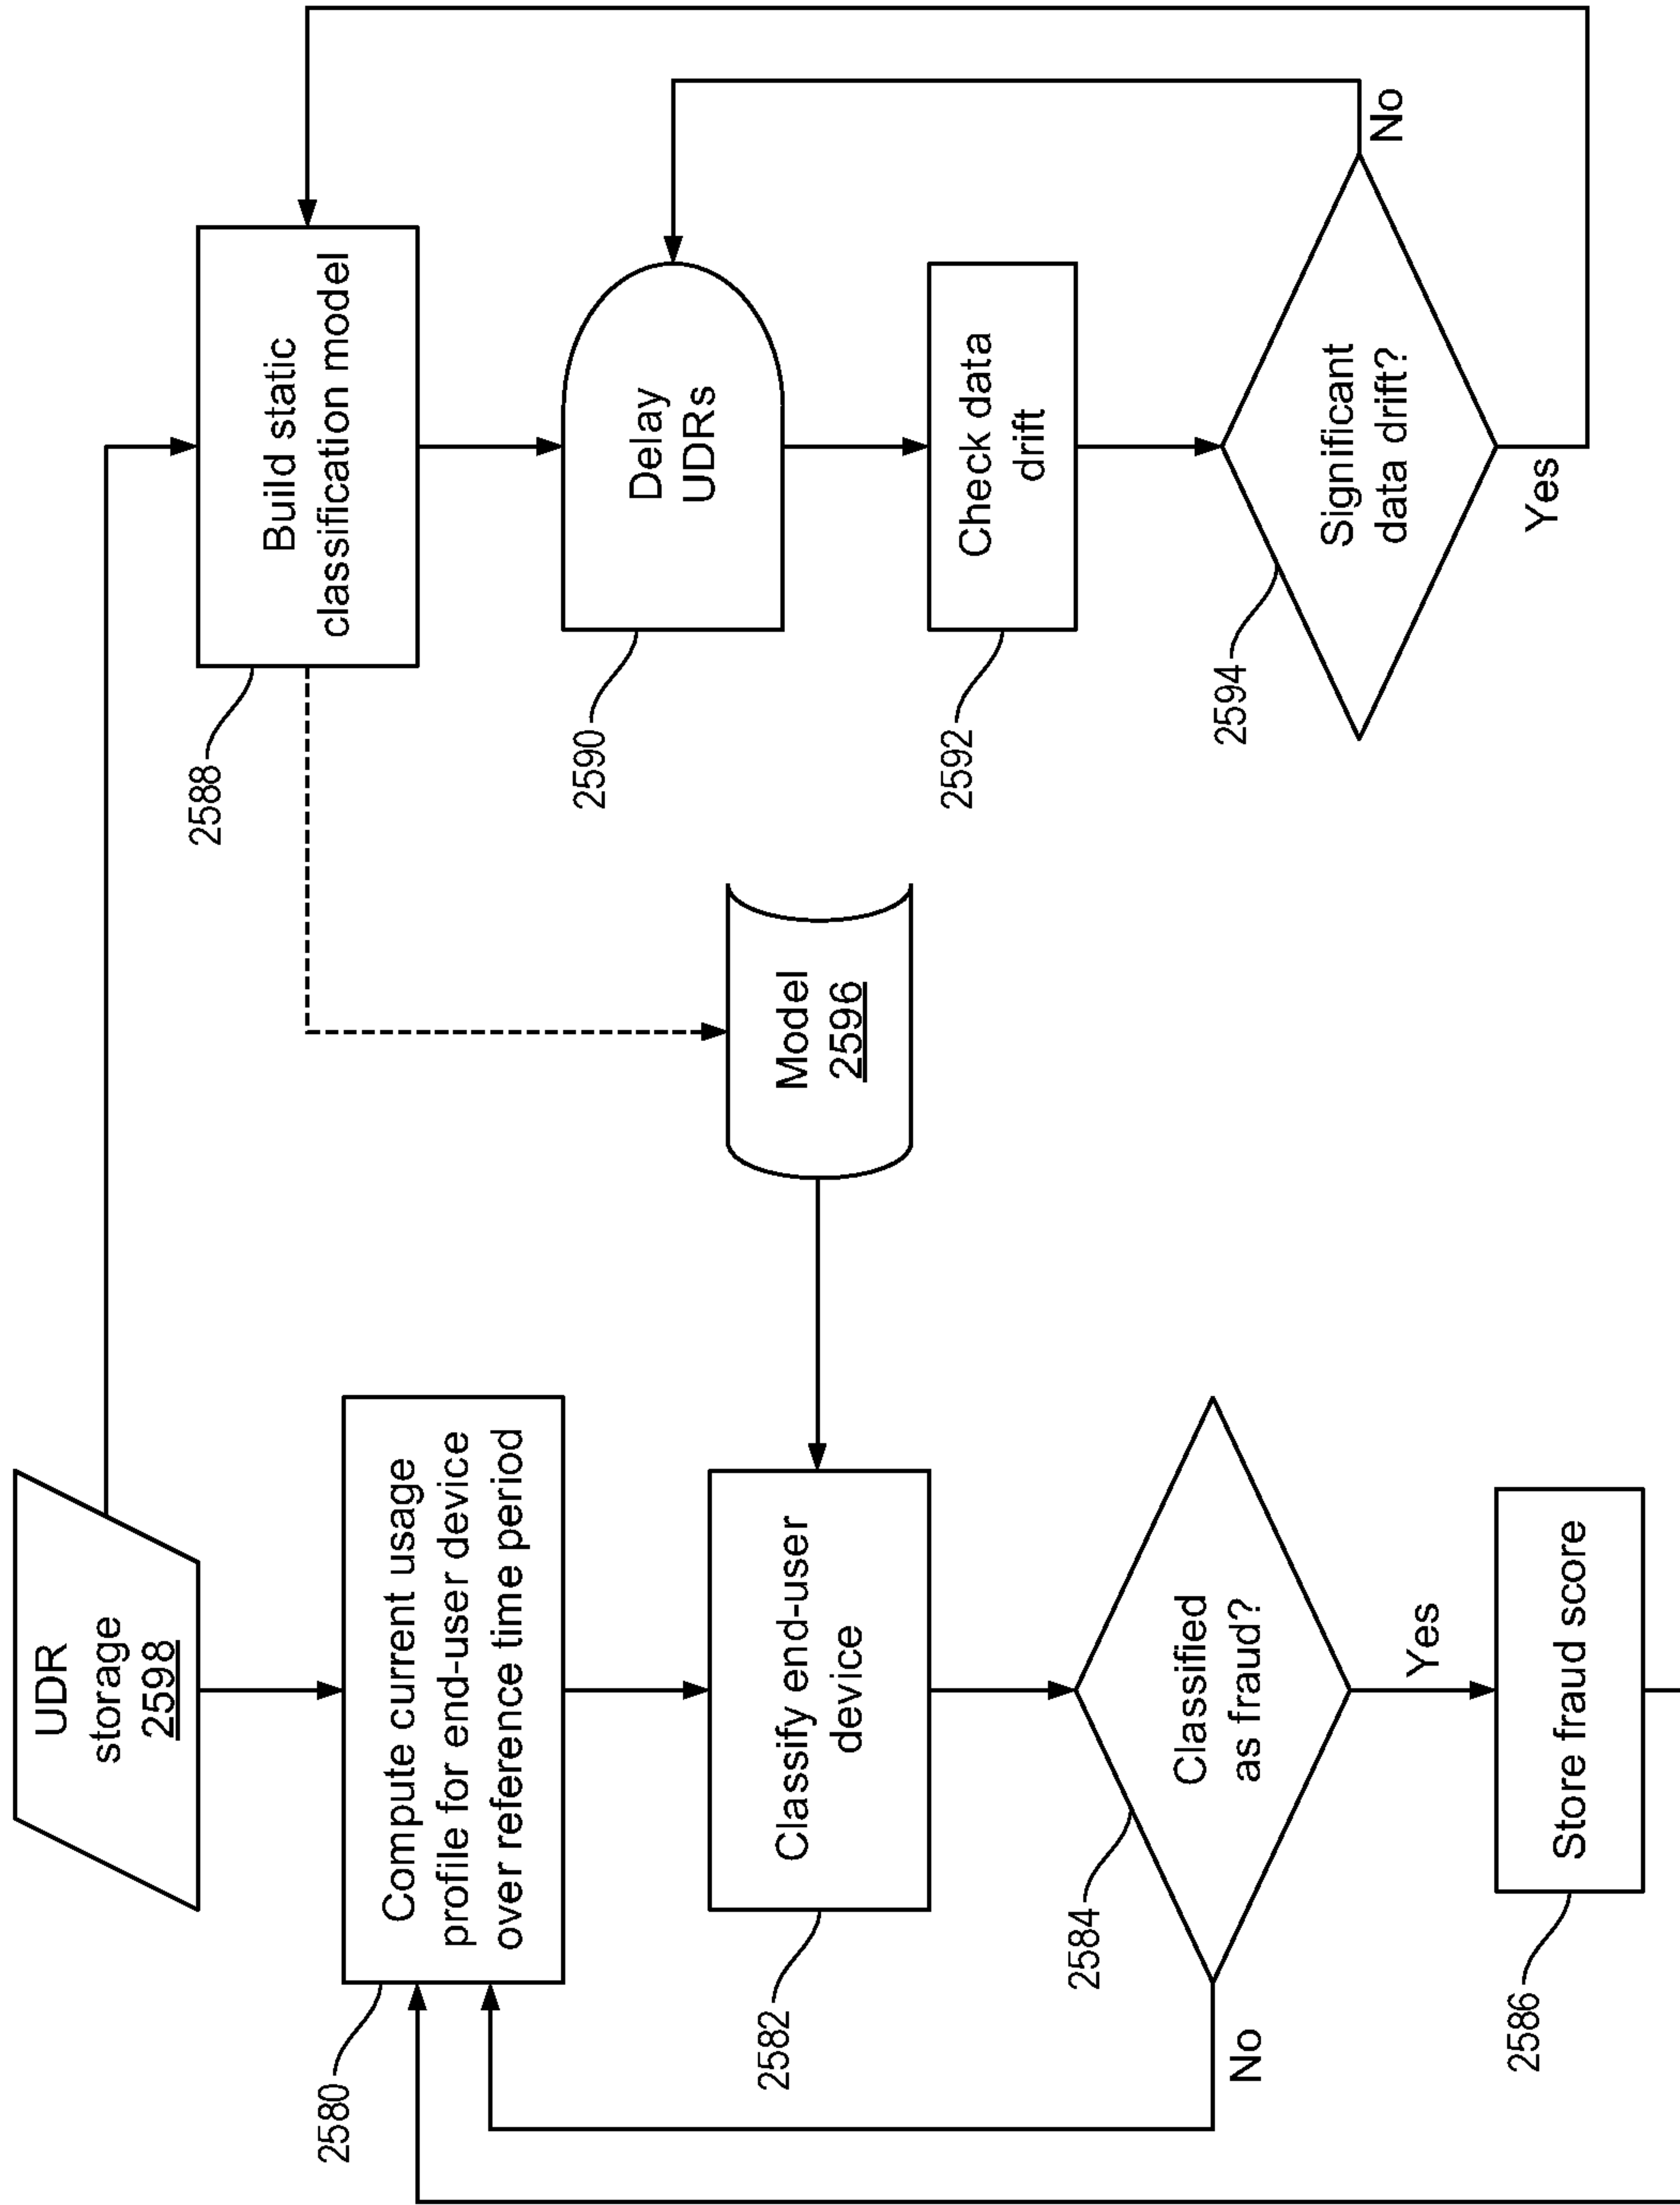 UDR
storage
2598
2580
Compute current usage
profile for end-user device
over reference time period
2582
Classify end-user
device
2584
Classified
as fraud?
No
Yes
2586
Store fraud score
Model
2596
2588
Build static
classification model
2590
Delay
UDRs
2592
Check data
drift
2594
Significant
data drift?
No
Yes